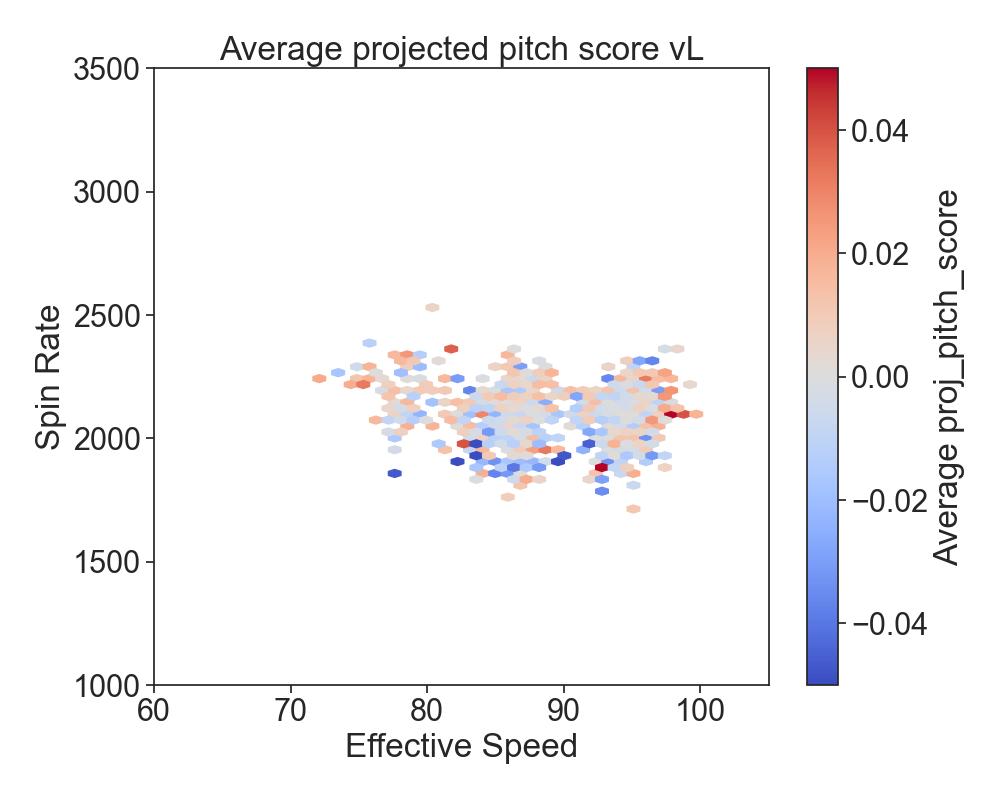 Average projected pitch score vL
3500
3000
2500
2000
1500
1000
Spin Rate
60 70 80 90 100
Effective Speed
0.04
0.02
0.00
−0.02
−0.04
Average proj_pitch_score